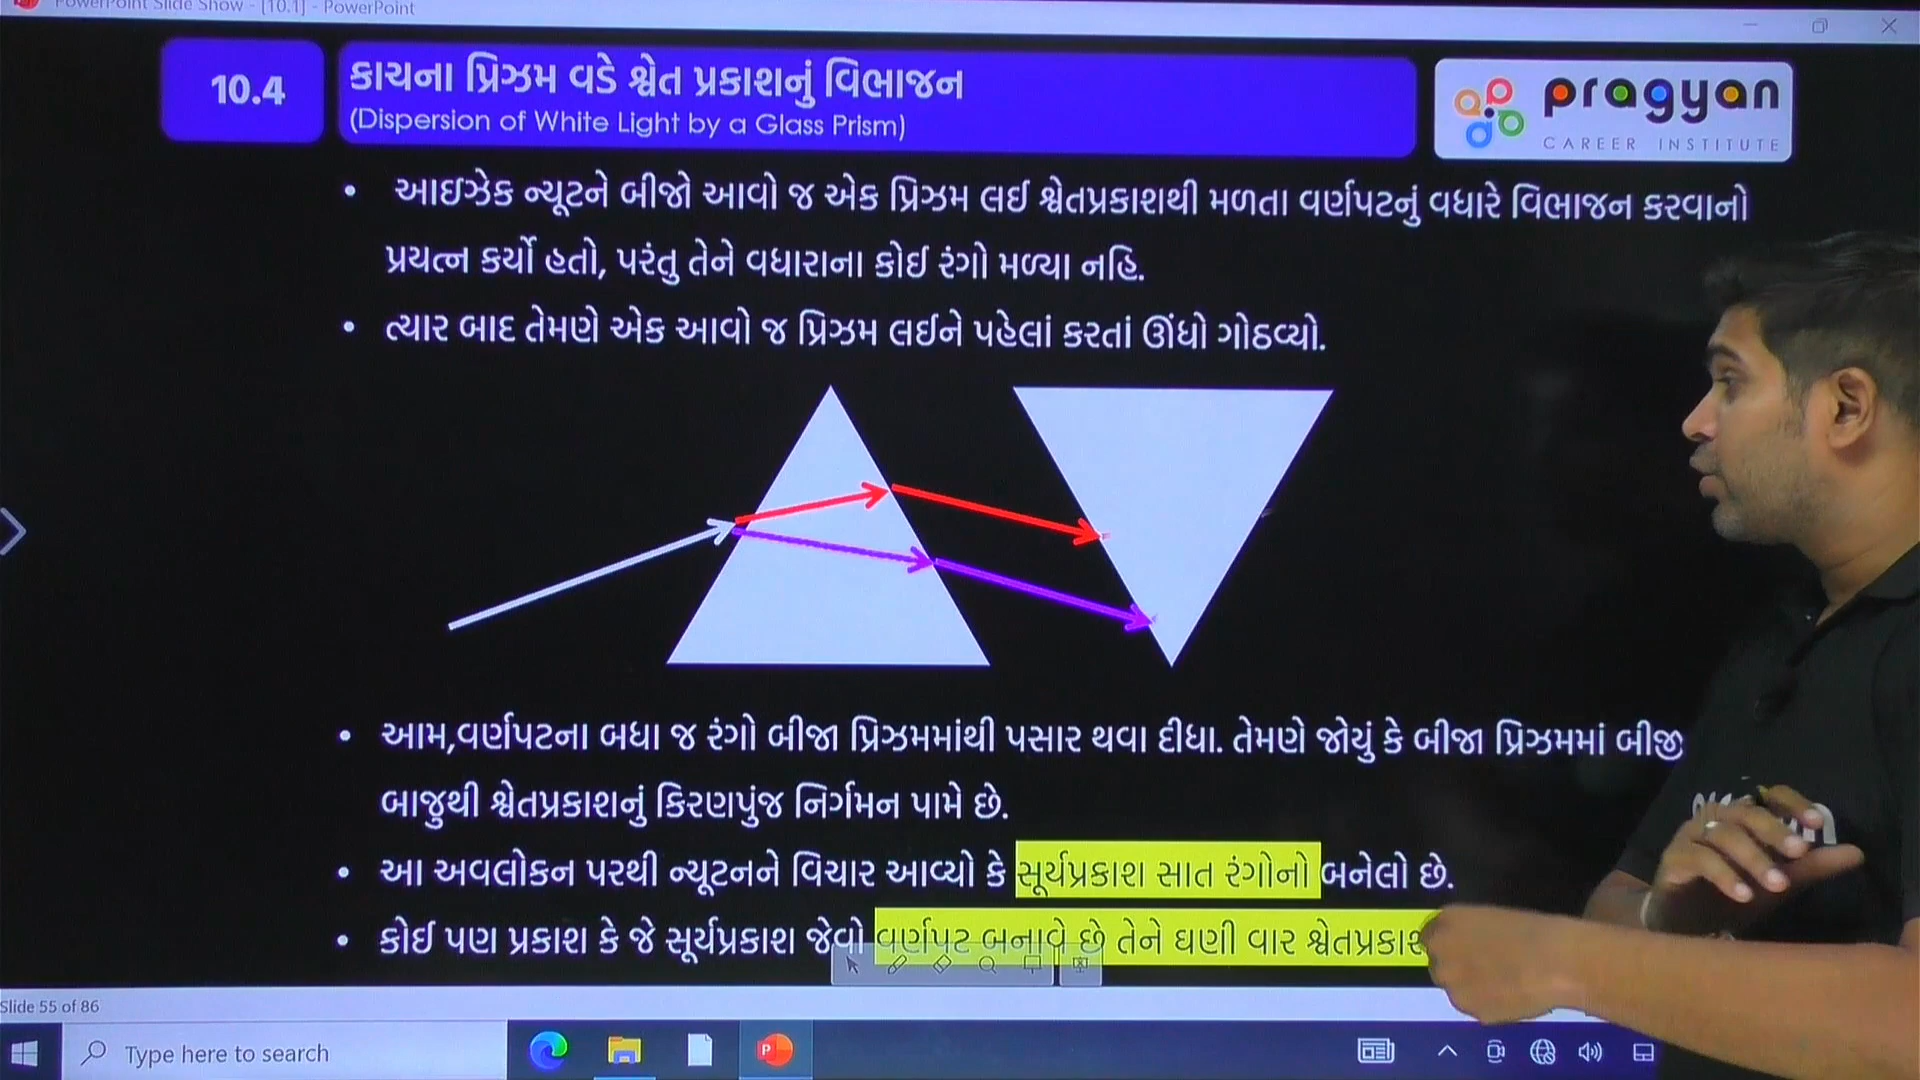 PowerPoint Slide Show - [10.1] - PowerPoint
10.4
કાચના પ્રિઝમ વડે શ્વેત પ્રકાશનું વિભાજન
(Dispersion of White Light by a Glass Prism)
pragyan
CAREER INSTITUTE
• આઇઝેક ન્યૂટને બીજો આવો જ એક પ્રિઝમ લઈ શ્વેતપ્રકાશથી મળતા વર્ણપટનું વધારે વિભાજન કરવાનો
પ્રયત્ન કર્યો હતો, પરંતુ તેને વધારાના કોઈ રંગો મળ્યા નહિ.
• ત્યાર બાદ તેમણે એક આવો જ પ્રિઝમ લઈને પહેલાં કરતાં ઊંધો ગોઠવ્યો.
• આમ,વર્ણપટના બધા જ રંગો બીજા પ્રિઝમમાંથી પસાર થવા દીધા. તેમણે જોયું કે બીજા પ્રિઝમમાં બીજી
બાજુથી શ્વેતપ્રકાશનું કિરણપુંજ નિર્ગમન પામે છે.
• આ અવલોકન પરથી ન્યૂટનને વિચાર આવ્યો કે સૂર્યપ્રકાશ સાત રંગોનો બનેલો છે.
• કોઈ પણ પ્રકાશ કે જે સૂર્યપ્રકાશ જેવો વર્ણપટ બનાવે છે તેને ઘણી વાર શ્વેતપ્રકાશ
Slide 55 of 86
Type here to search